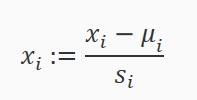 xᵢ := (xᵢ − μᵢ) / sᵢ